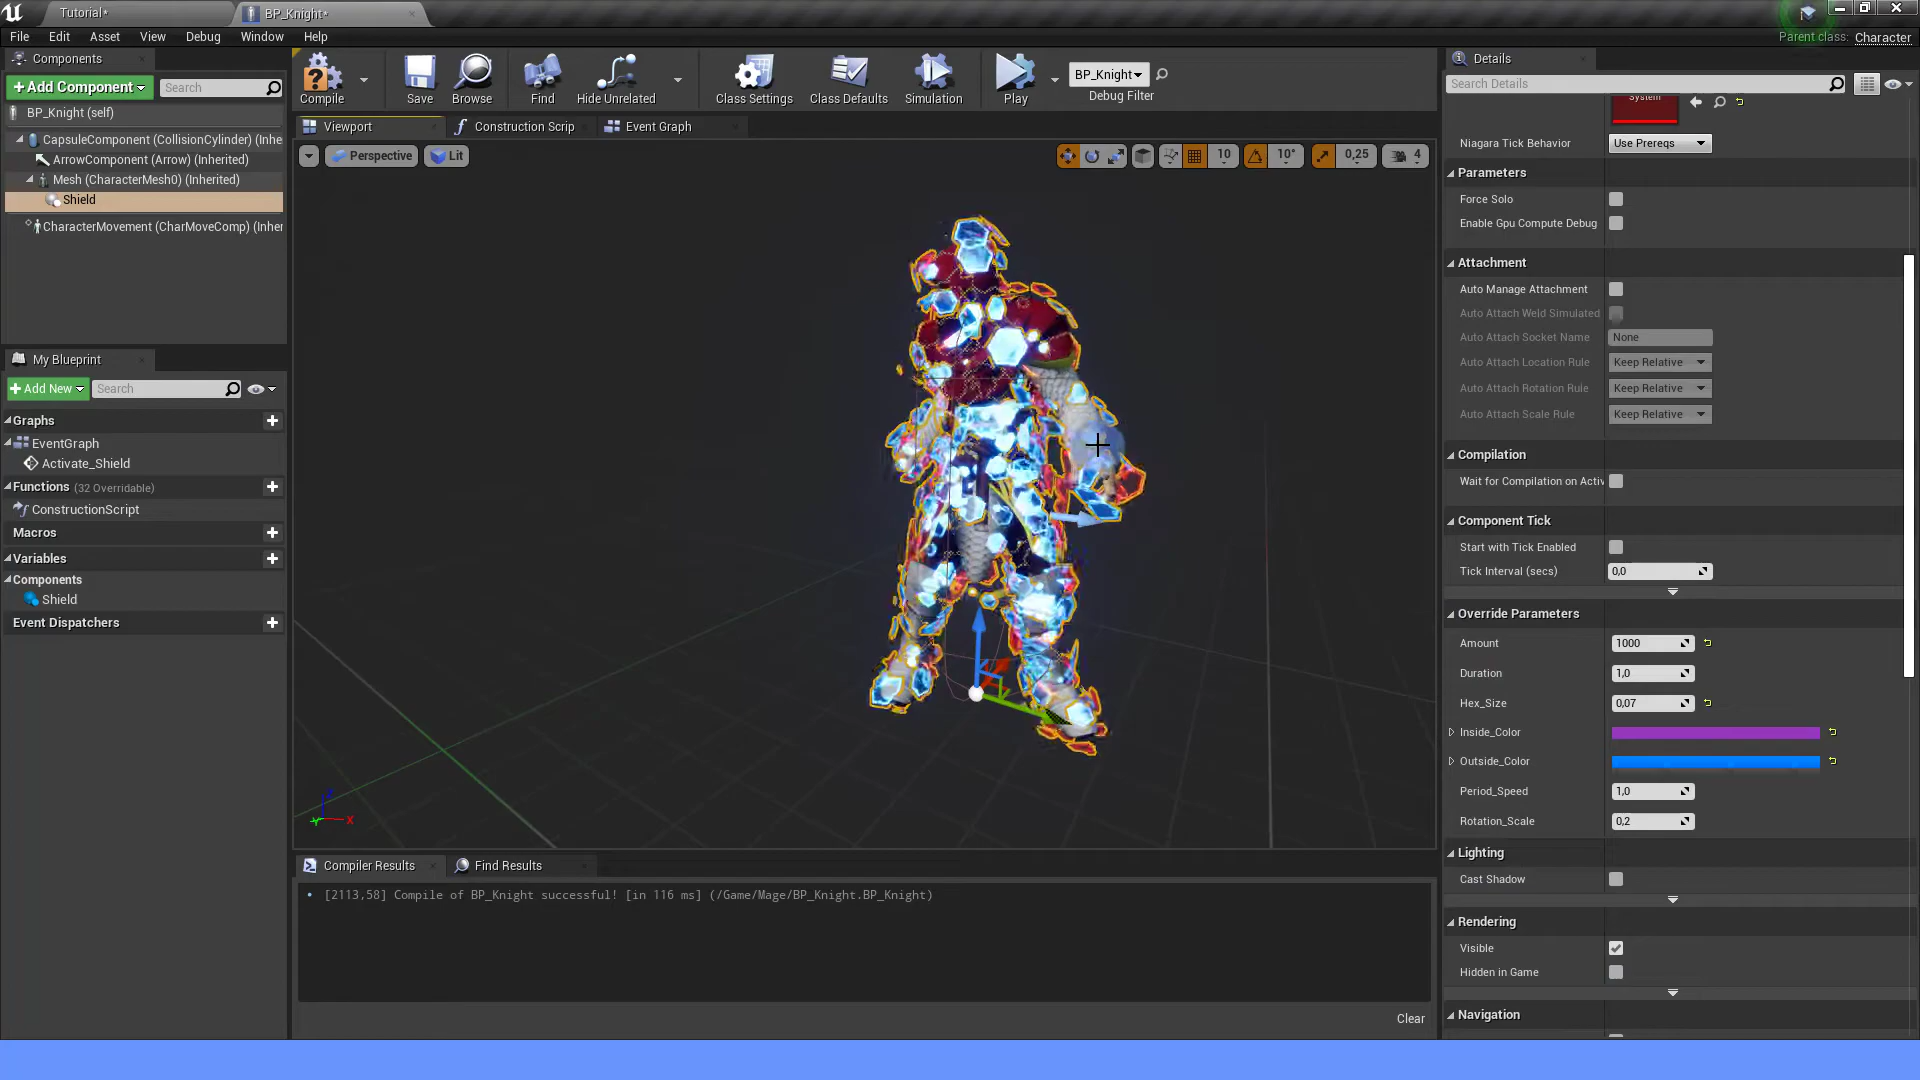 Tutorial*
BP_Knight*
File Edit Asset View Debug Window Help
Parent class: Character
Components
+Add Component
Search
BP_Knight (self)
CapsuleComponent (CollisionCylinder) (Inhe
ArrowComponent (Arrow) (Inherited)
Mesh (CharacterMesh0) (Inherited)
Shield
CharacterMovement (CharMoveComp) (Inher
My Blueprint
+Add New
Search
Graphs
EventGraph
Activate_Shield
Functions (32 Overridable)
ConstructionScript
Macros
Variables
Components
Shield
Event Dispatchers
Compile
Save
Browse
Find
Hide Unrelated
Class Settings
Class Defaults
Simulation
Play
BP_Knight
Debug Filter
Viewport
Construction Scrip
Event Graph
Perspective
Lit
10
10°
0,25
4
Z
X
Compiler Results
Find Results
[2113,58] Compile of BP_Knight successful! [in 116 ms] (/Game/Mage/BP_Knight.BP_Knight)
Clear
Details
Search Details
System
Niagara Tick Behavior Use Prereqs
Parameters
Force Solo
Enable Gpu Compute Debug
Attachment
Auto Manage Attachment
Auto Attach Weld Simulated
Auto Attach Socket Name None
Auto Attach Location Rule Keep Relative
Auto Attach Rotation Rule Keep Relative
Auto Attach Scale Rule Keep Relative
Compilation
Wait for Compilation on Activ
Component Tick
Start with Tick Enabled
Tick Interval (secs) 0,0
Override Parameters
Amount 1000
Duration 1,0
Hex_Size 0,07
Inside_Color
Outside_Color
Period_Speed 1,0
Rotation_Scale 0,2
Lighting
Cast Shadow
Rendering
Visible
Hidden in Game
Navigation